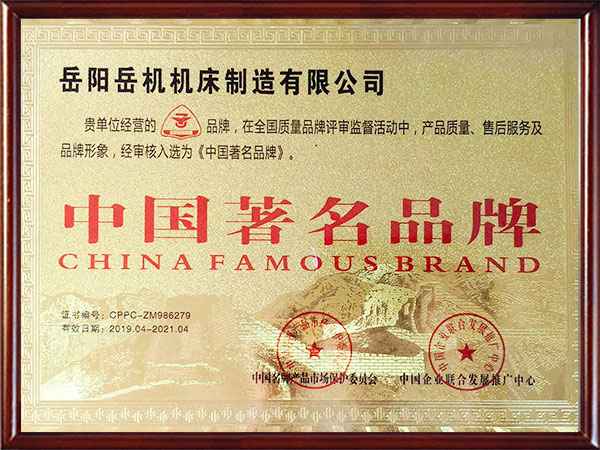 岳阳岳机机床制造有限公司
贵单位经营的 品牌，在全国质量品牌评审监督活动中，产品质量、售后服务及
品牌形象，经审核入选为《中国著名品牌》。
中国著名品牌
CHINA FAMOUS BRAND
证书编号：CPPC-ZM986279
有效日期：2019.04-2021.04
中国名牌产品市场保护委员会
中国企业联合发展推广中心